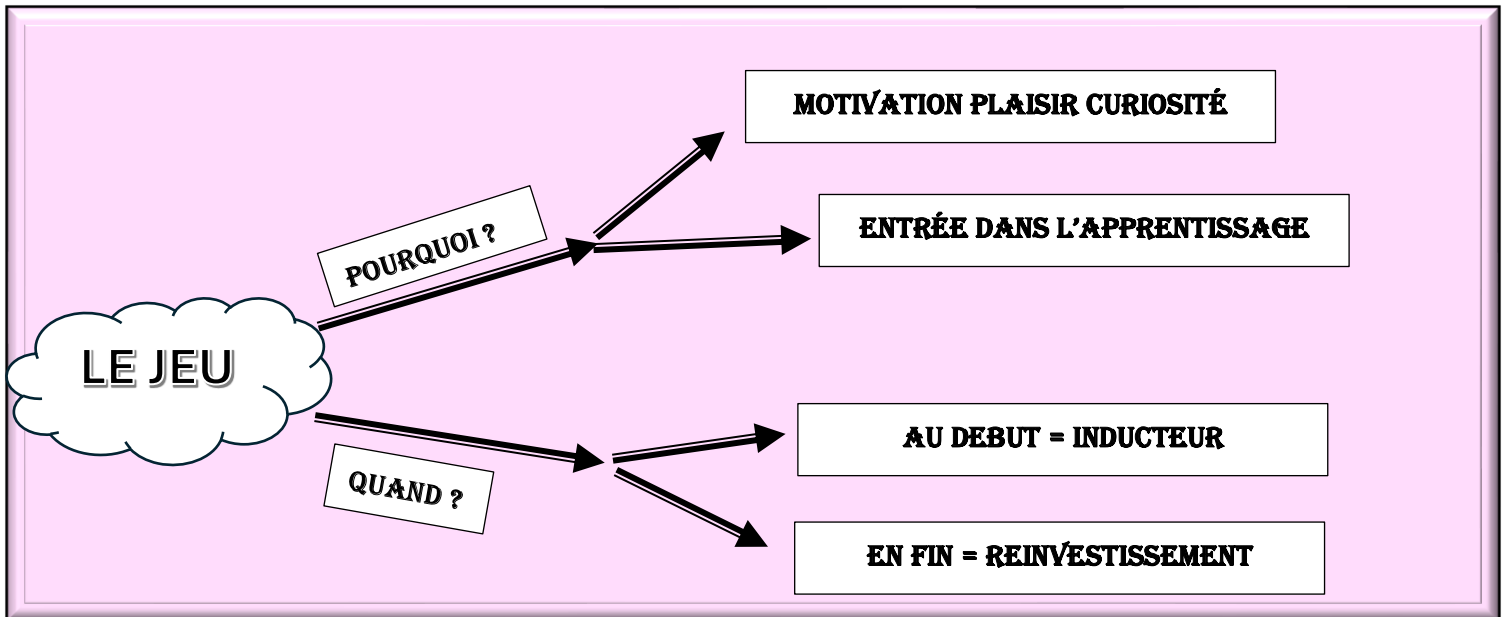 MOTIVATION PLAISIR CURIOSITÉ
ENTRÉE DANS L'APPRENTISSAGE
POURQUOI ?
LE JEU
AU DEBUT = INDUCTEUR
QUAND ?
EN FIN = REINVESTISSEMENT